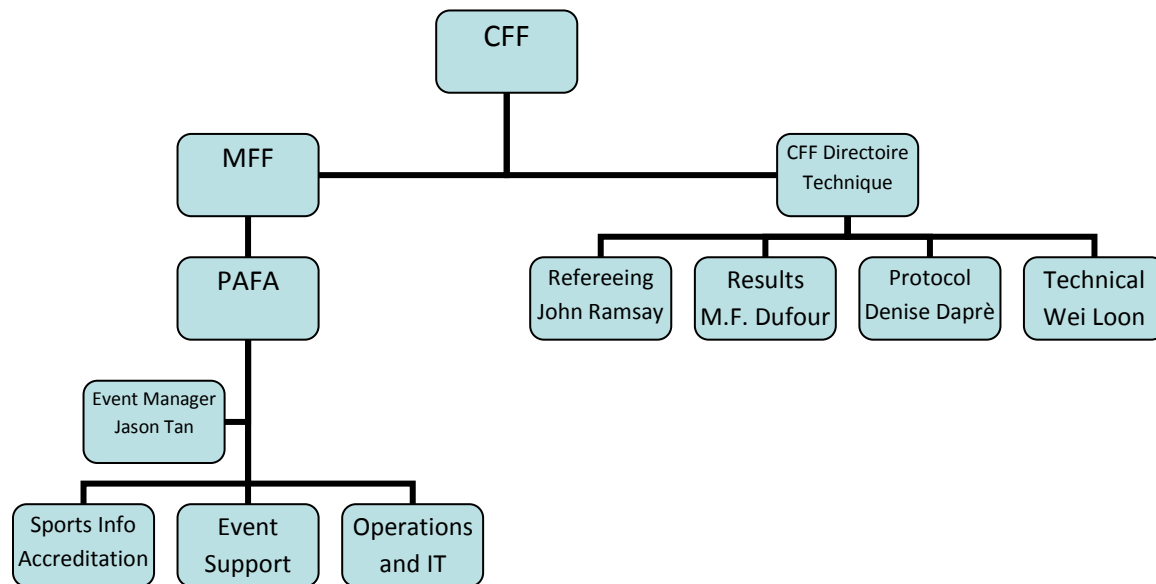 CFF
MFF
CFF Directoire
Technique
PAFA
Refereeing
John Ramsay
Results
M.F. Dufour
Protocol
Denise Daprè
Technical
Wei Loon
Event Manager
Jason Tan
Sports Info
Accreditation
Event
Support
Operations
and IT